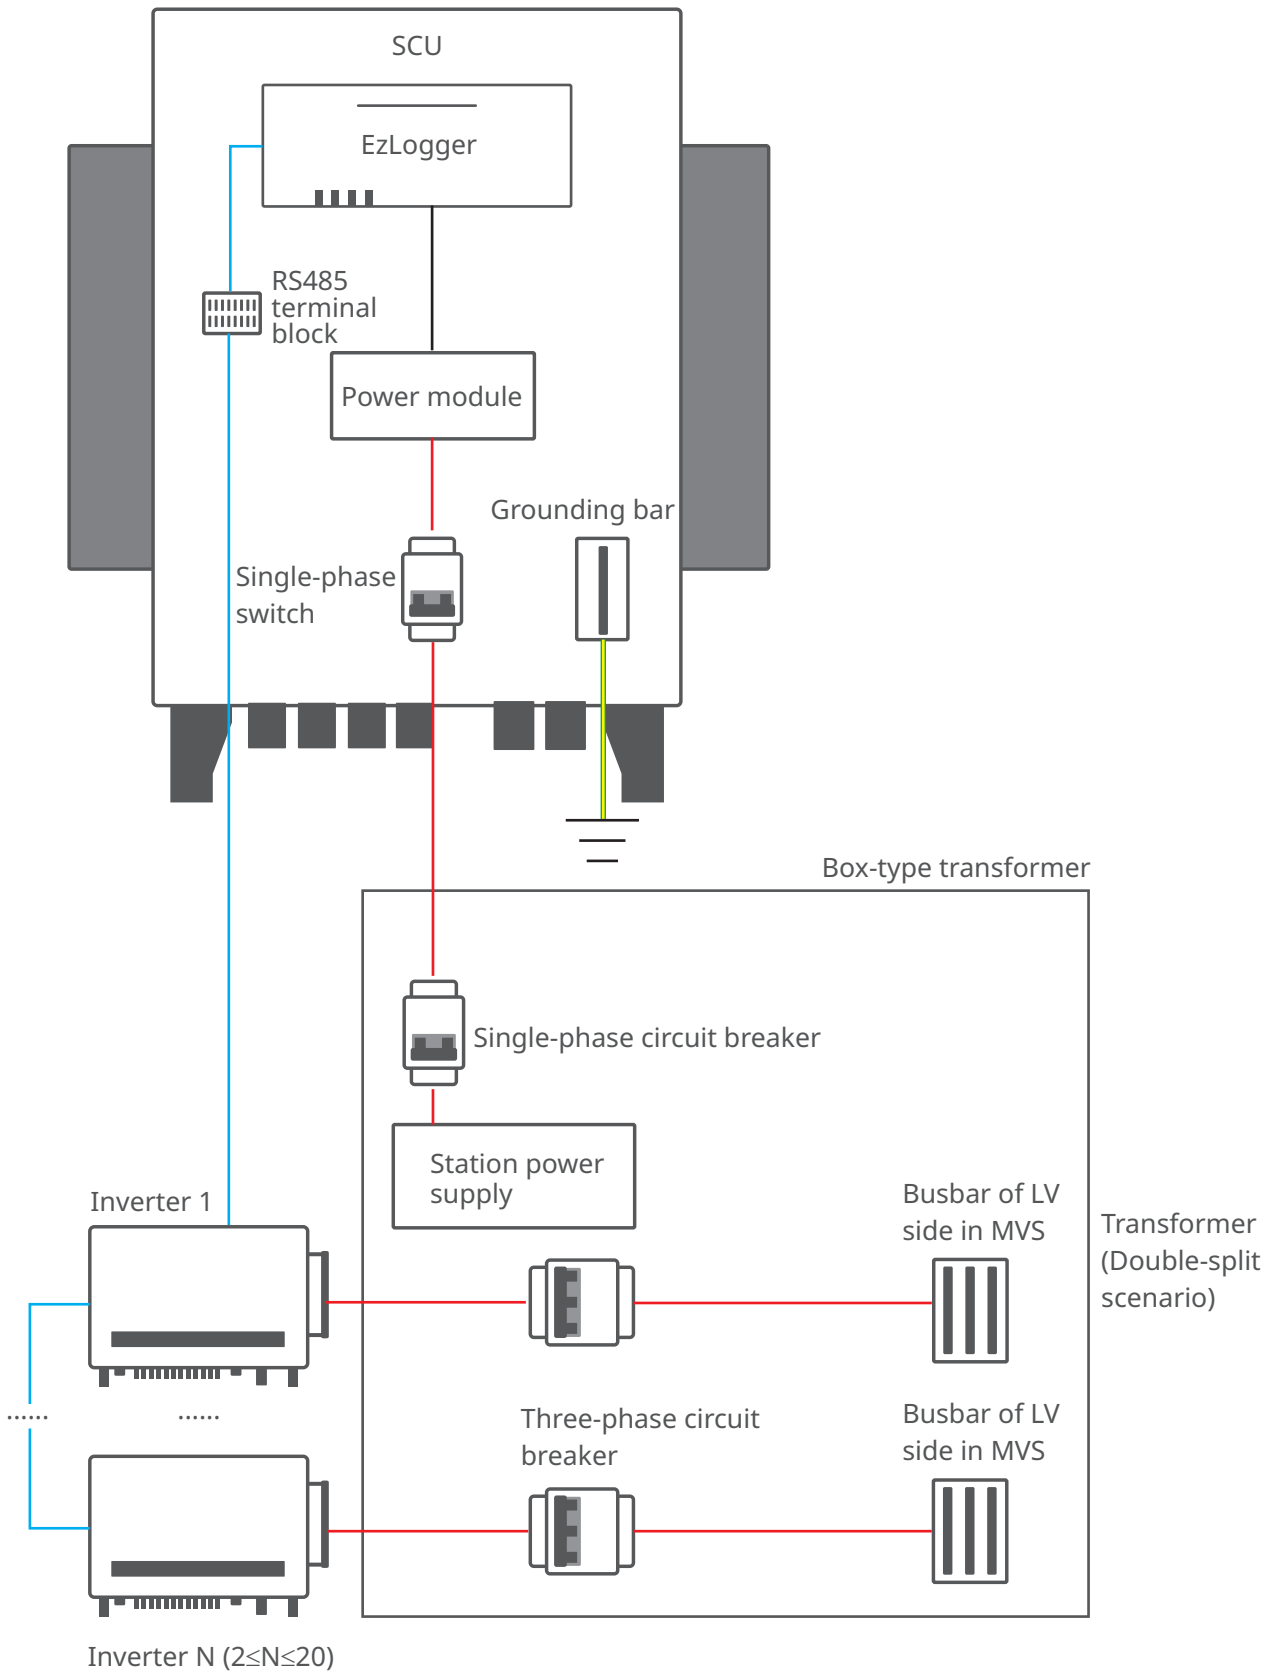 SCU
EzLogger
RS485
terminal
block
Power module
Grounding bar
Single-phase
switch
Box-type transformer
Single-phase circuit breaker
Station power
supply
Inverter 1
Busbar of LV
side in MVS
Transformer
(Double-split
scenario)
......
......
Three-phase circuit
breaker
Busbar of LV
side in MVS
Inverter N (2≤N≤20)